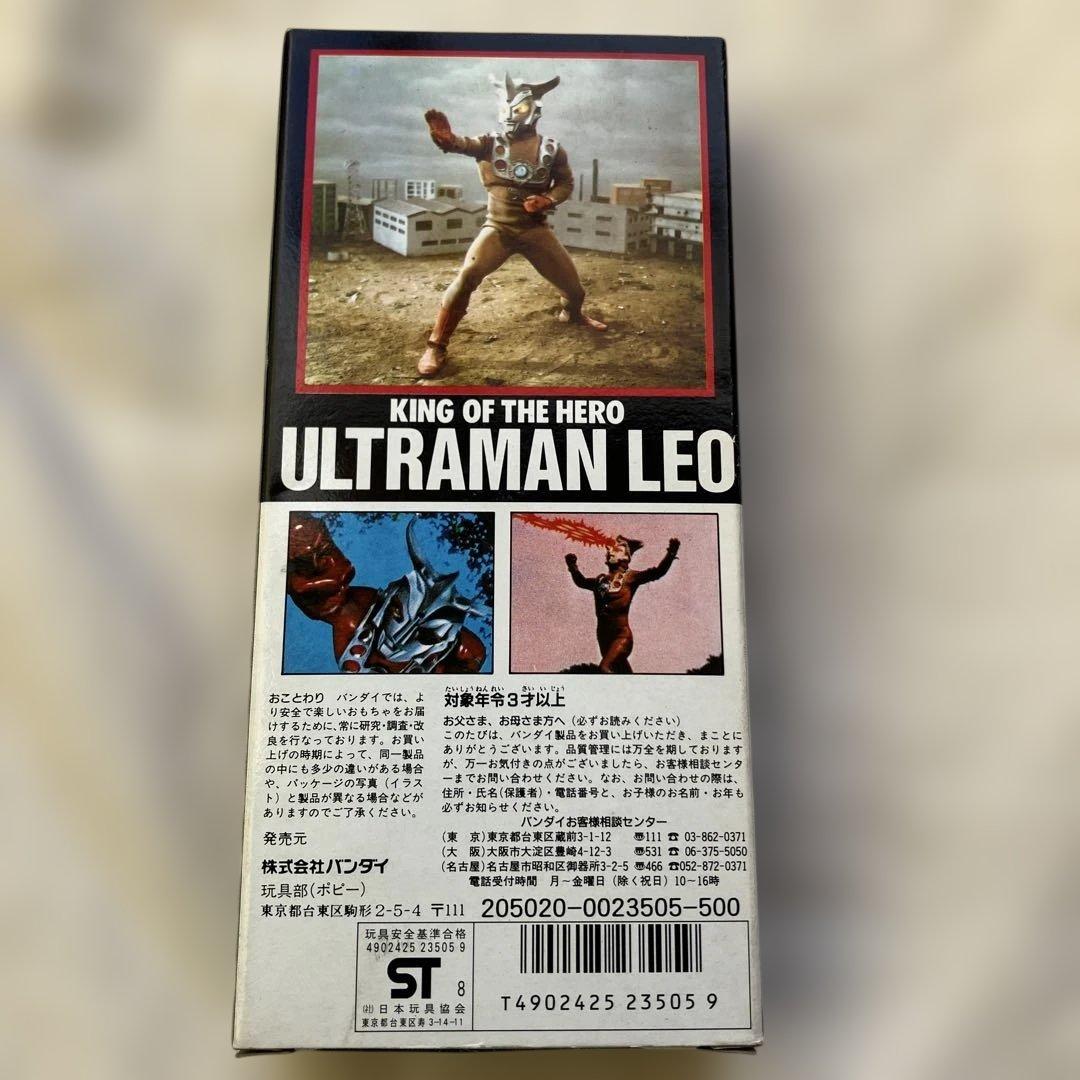 KING OF THE HERO
ULTRAMAN LEO
おことわり バンダイでは、よ
り安全で楽しいおもちゃをお届
けするために、常に研究・調査・改
良を行なっております。お買い
上げの時期によって、同一製品
の中にも多少の違いがある場合
や、パッケージの写真（イラス
ト）と製品が異なる場合などが
ありますのでご了承ください。
発売元
株式会社バンダイ
玩具部(ポピー)
東京都台東区駒形2-5-4 〒111
たいしょうねんれい さいいじょう
対象年令3才以上
お父さま、お母さま方へ（必ずお読みください）
このたびは、バンダイ製品をお買い上げいただき、まことに
ありがとうございます。品質管理には万全を期しております
が、万一お気付きの点がございましたら、お客様相談センタ
ーまでお問い合わせください。なお、お問い合わせの際は、
住所・氏名(保護者)・電話番号と、お子様のお名前・お年も
必ずお知らせください。
バンダイお客様相談センター
(東 京)東京都台東区蔵前3-1-12 〠111 ☎ 03-862-0371
(大 阪)大阪市大淀区豊崎4-12-3 〠531 ☎ 06-375-5050
(名古屋)名古屋市昭和区御器所3-2-5 〠466 ☎052-872-0371
電話受付時間 月～金曜日（除く祝日）10～16時
205020-0023505-500
玩具安全基準合格
4902425 23505 9
ST 8
㈳日本玩具協会
東京都台東区寿 3-14-11
T4902425 23505 9